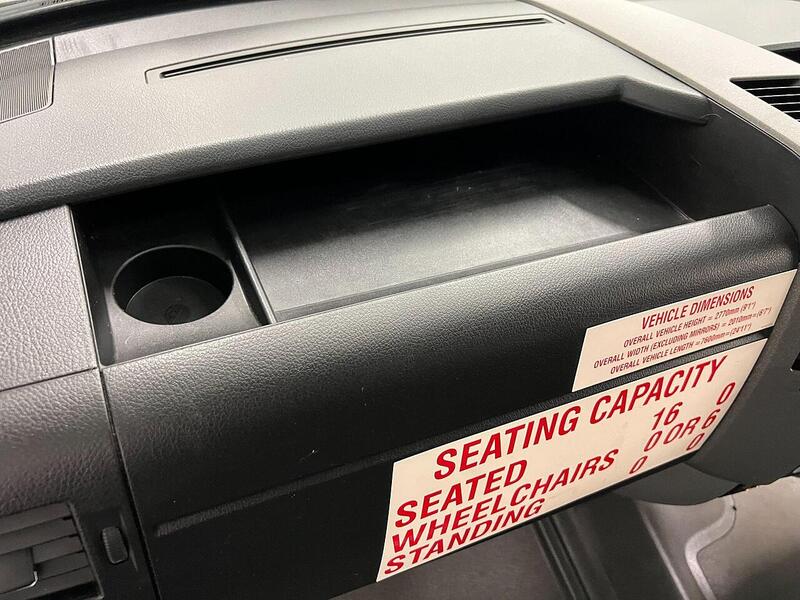 VEHICLE DIMENSIONS
OVERALL VEHICLE HEIGHT = 2770mm (9'1")
OVERALL WIDTH (EXCLUDING MIRRORS) = 2010mm=(6'7")
OVERALL VEHICLE LENGTH =7600mm=(24'11")
SEATING CAPACITY
SEATED 16 0
WHEELCHAIRS 0 OR 6
STANDING 0 0